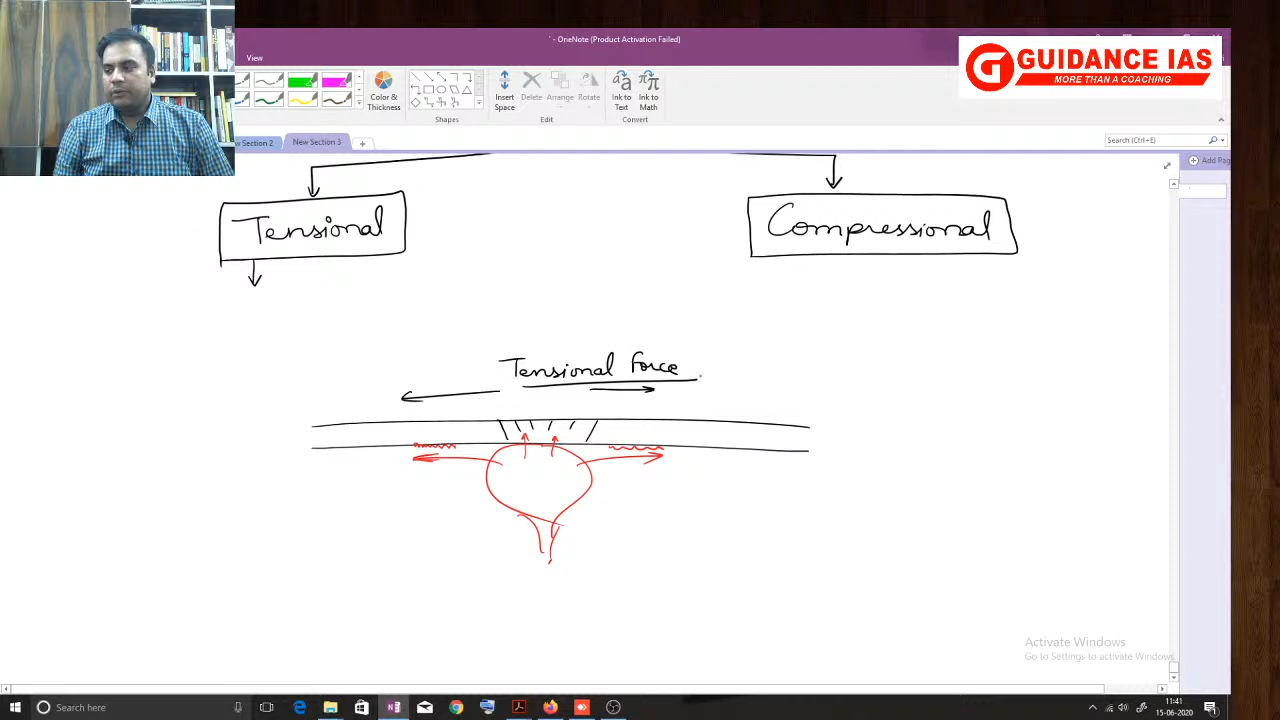 - OneNote (Product Activation Failed)
GUIDANCE IAS
MORE THAN A COACHING
View
Color & Thickness
Shapes
Insert Space
Delete
Arrange
Rotate
Edit
Ink to Text
Ink to Math
Convert
Section 2
New Section 3
Search (Ctrl+E)
Add Pag
Tensional
Compressional
Tensional force
Activate Windows
Go to Settings to activate Windows.
Search here
11:41
15-06-2020